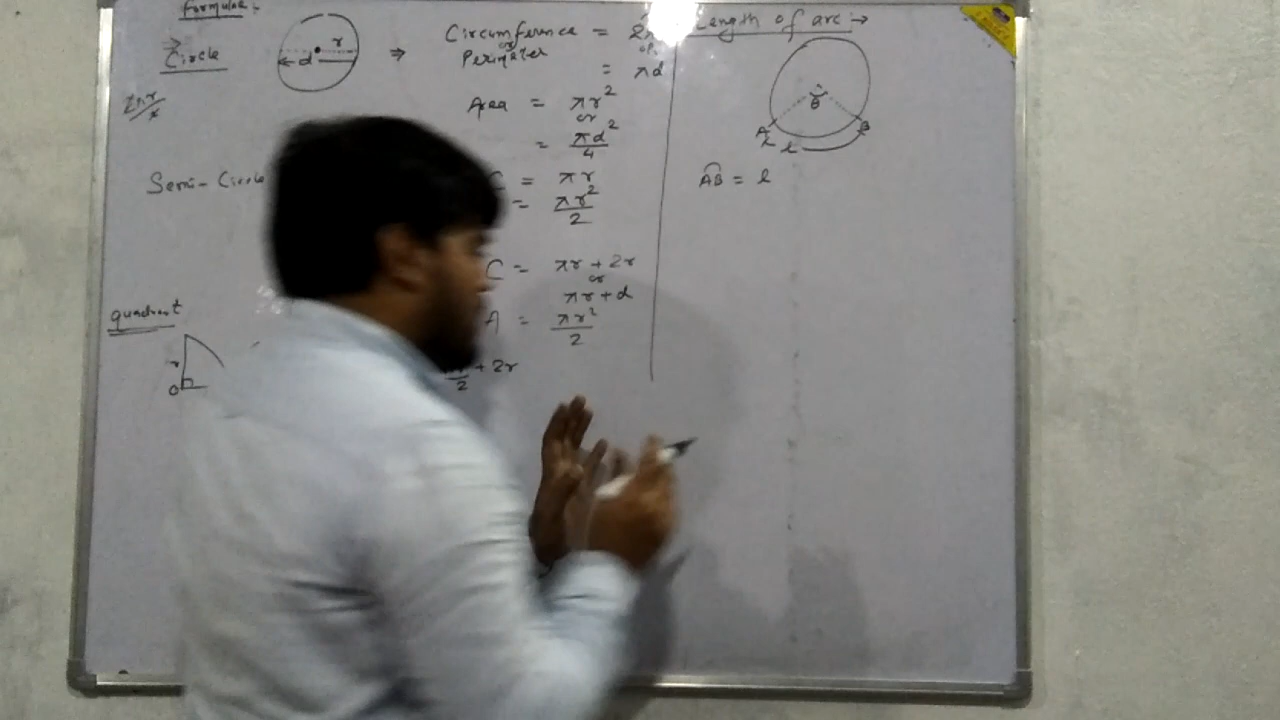 Formulae :-
Circle
r
d
⇒ Circumference = 2π
or
Perimeter
= πd
Area = πr²
or
= πd²/4
2πr/x
Semi-Circle
C = πr
= πr²/2
C = πr + 2r
or
πr + d
A = πr²/2
quadrant
r
O
/2 + 2r
Length of arc :→
θ
A B
l
AB = l